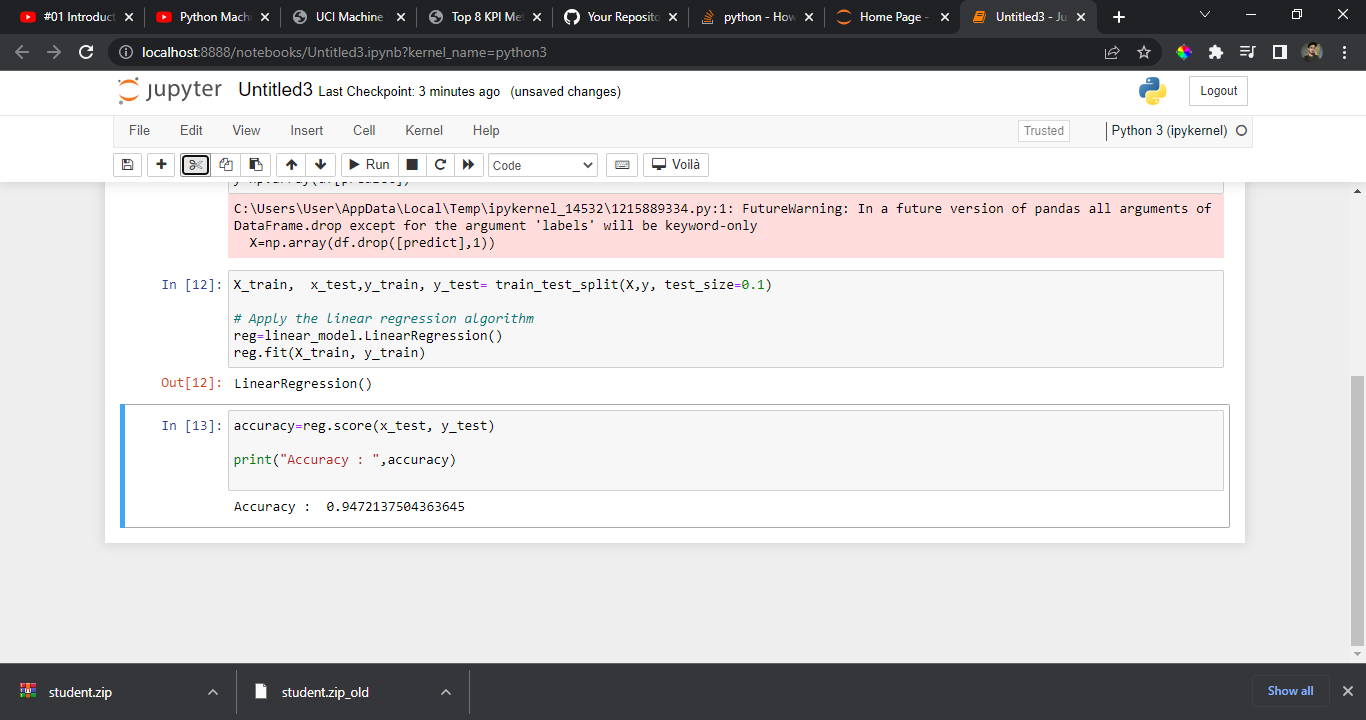 #01 Introduct
Python Mach
UCI Machine
Top 8 KPI Met
Your Reposito
python - How
Home Page -
Untitled3 - Ju
localhost:8888/notebooks/Untitled3.ipynb?kernel_name=python3
jupyter Untitled3 Last Checkpoint: 3 minutes ago (unsaved changes)
Logout
File Edit View Insert Cell Kernel Help
Trusted
Python 3 (ipykernel)
Run
Code
Voilà
C:\Users\User\AppData\Local\Temp\ipykernel_14532\1215889334.py:1: FutureWarning: In a future version of pandas all arguments of
DataFrame.drop except for the argument 'labels' will be keyword-only
X=np.array(df.drop([predict],1))
In [12]: X_train,  x_test,y_train, y_test= train_test_split(X,y, test_size=0.1)
# Apply the linear regression algorithm
reg=linear_model.LinearRegression()
reg.fit(X_train, y_train)
Out[12]: LinearRegression()
In [13]: accuracy=reg.score(x_test, y_test)
print("Accuracy : ",accuracy)
Accuracy :  0.9472137504363645
student.zip
student.zip_old
Show all